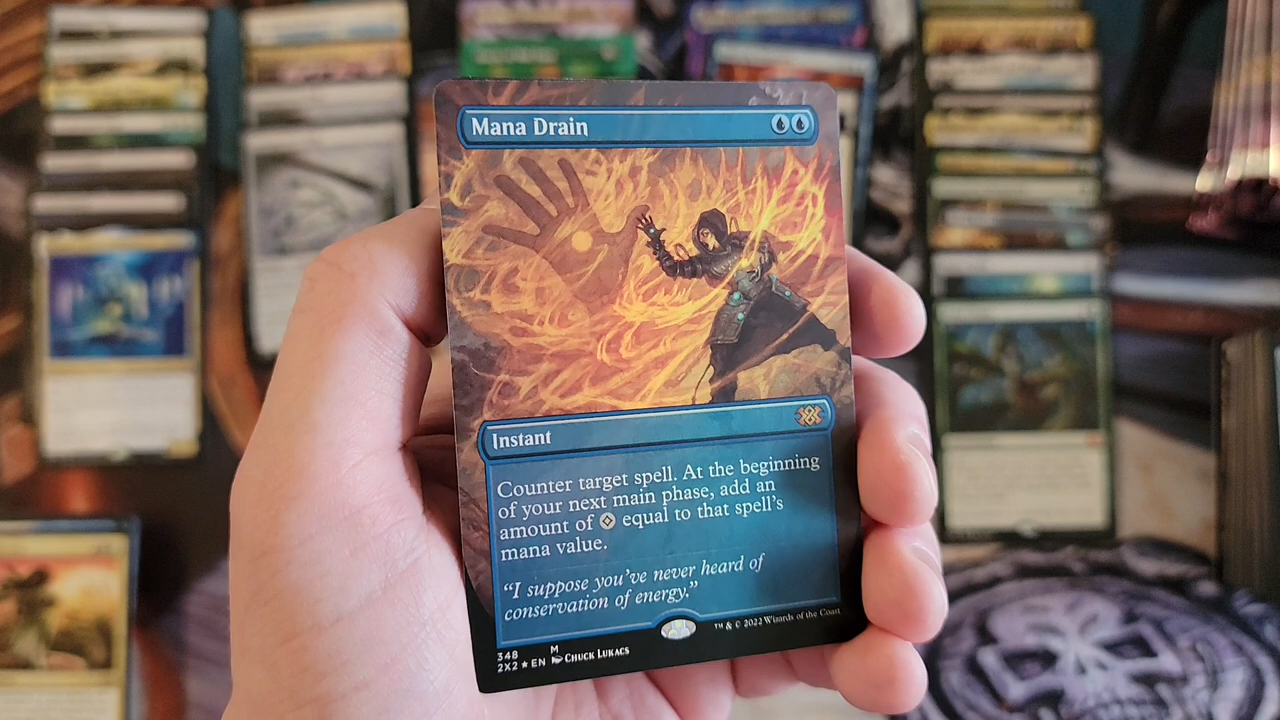 Mana Drain
Instant
Counter target spell. At the beginning
of your next main phase, add an
amount of equal to that spell's
mana value.
"I suppose you've never heard of
conservation of energy."
348 M
2X2 ★ EN Chuck Lukacs
™ & © 2022 Wizards of the Coast